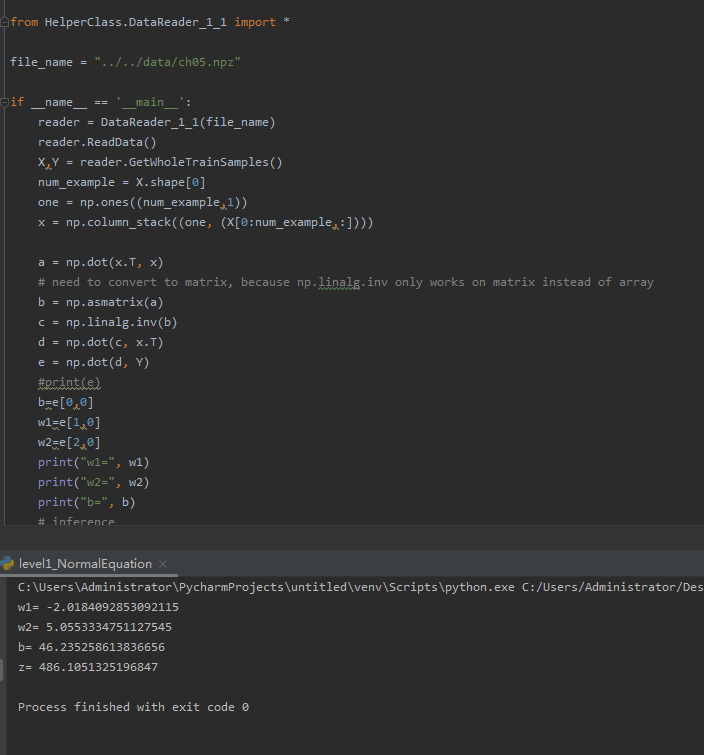 from HelperClass.DataReader_1_1 import *
file_name = "../../data/ch05.npz"
if __name__ == '__main__':
    reader = DataReader_1_1(file_name)
    reader.ReadData()
    X,Y = reader.GetWholeTrainSamples()
    num_example = X.shape[0]
    one = np.ones((num_example,1))
    x = np.column_stack((one, (X[0:num_example,:])))
    a = np.dot(x.T, x)
    # need to convert to matrix, because np.linalg.inv only works on matrix instead of array
    b = np.asmatrix(a)
    c = np.linalg.inv(b)
    d = np.dot(c, x.T)
    e = np.dot(d, Y)
    #print(e)
    b=e[0,0]
    w1=e[1,0]
    w2=e[2,0]
    print("w1=", w1)
    print("w2=", w2)
    print("b=", b)
    # inference
level1_NormalEquation
C:\Users\Administrator\PycharmProjects\untitled\venv\Scripts\python.exe C:/Users/Administrator/Des
w1= -2.0184092853092115
w2= 5.0553334751127545
b= 46.235258613836656
z= 486.1051325196847
Process finished with exit code 0